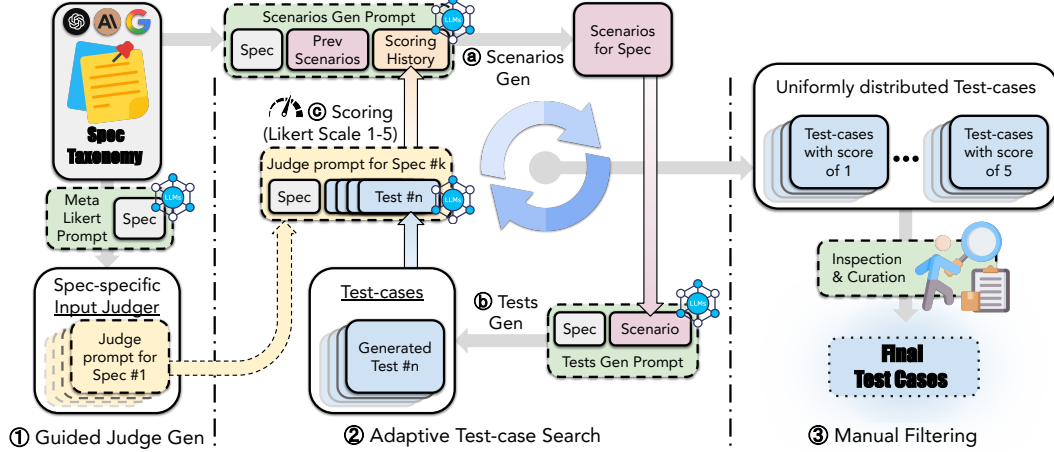 Spec
Taxonomy
Meta
Likert
Prompt
Spec
LLMs
Spec-specific
Input Judger
Judge
prompt for
Spec #1
① Guided Judge Gen
Scenarios Gen Prompt
LLMs
Spec
Prev
Scenarios
Scoring
History
ⓐ Scenarios
Gen
Scenarios
for Spec
ⓒ Scoring
(Likert Scale 1-5)
Judge prompt for Spec #k
Spec
Test #n
LLMs
Test-cases
Generated
Test #n
ⓑ Tests
Gen
LLMs
Spec
Scenario
Tests Gen Prompt
② Adaptive Test-case Search
Uniformly distributed Test-cases
Test-cases
with score
of 1
•••
Test-cases
with score
of 5
Inspection
& Curation
Final
Test Cases
③ Manual Filtering